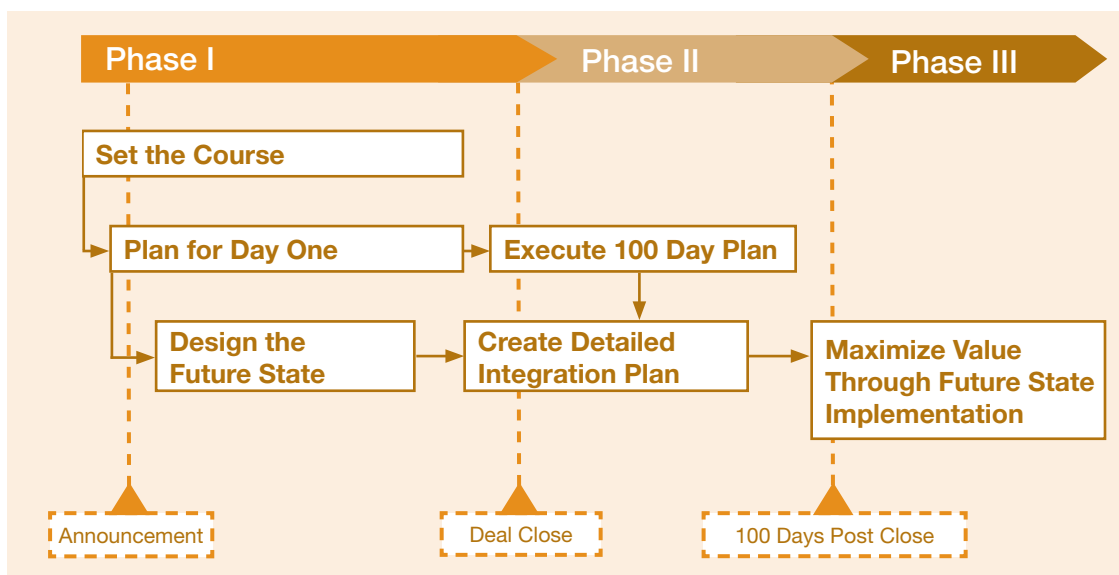 Phase I
Phase II
Phase III
Set the Course
Plan for Day One
Execute 100 Day Plan
Design the
Future State
Create Detailed
Integration Plan
Maximize Value
Through Future State
Implementation
Announcement
Deal Close
100 Days Post Close